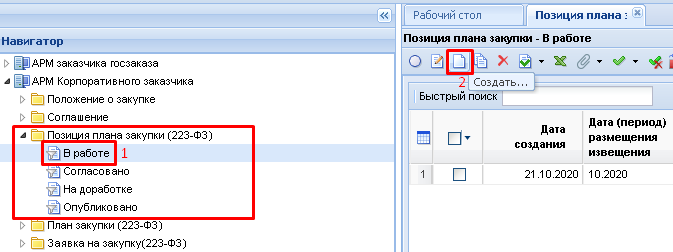 Навигатор
АРМ заказчика госзаказа
АРМ Корпоративного заказчика
Положение о закупке
Соглашение
Позиция плана закупки (223-ФЗ)
В работе 1
Согласовано
На доработке
Опубликовано
План закупки (223-ФЗ)
Заявка на закупку(223-ФЗ)
Рабочий стол
Позиция плана з
Позиция плана закупки - В работе
2 Создать...
Быстрый поиск
Дата создания
Дата (период) размещения извещения
1 21.10.2020 10.2020